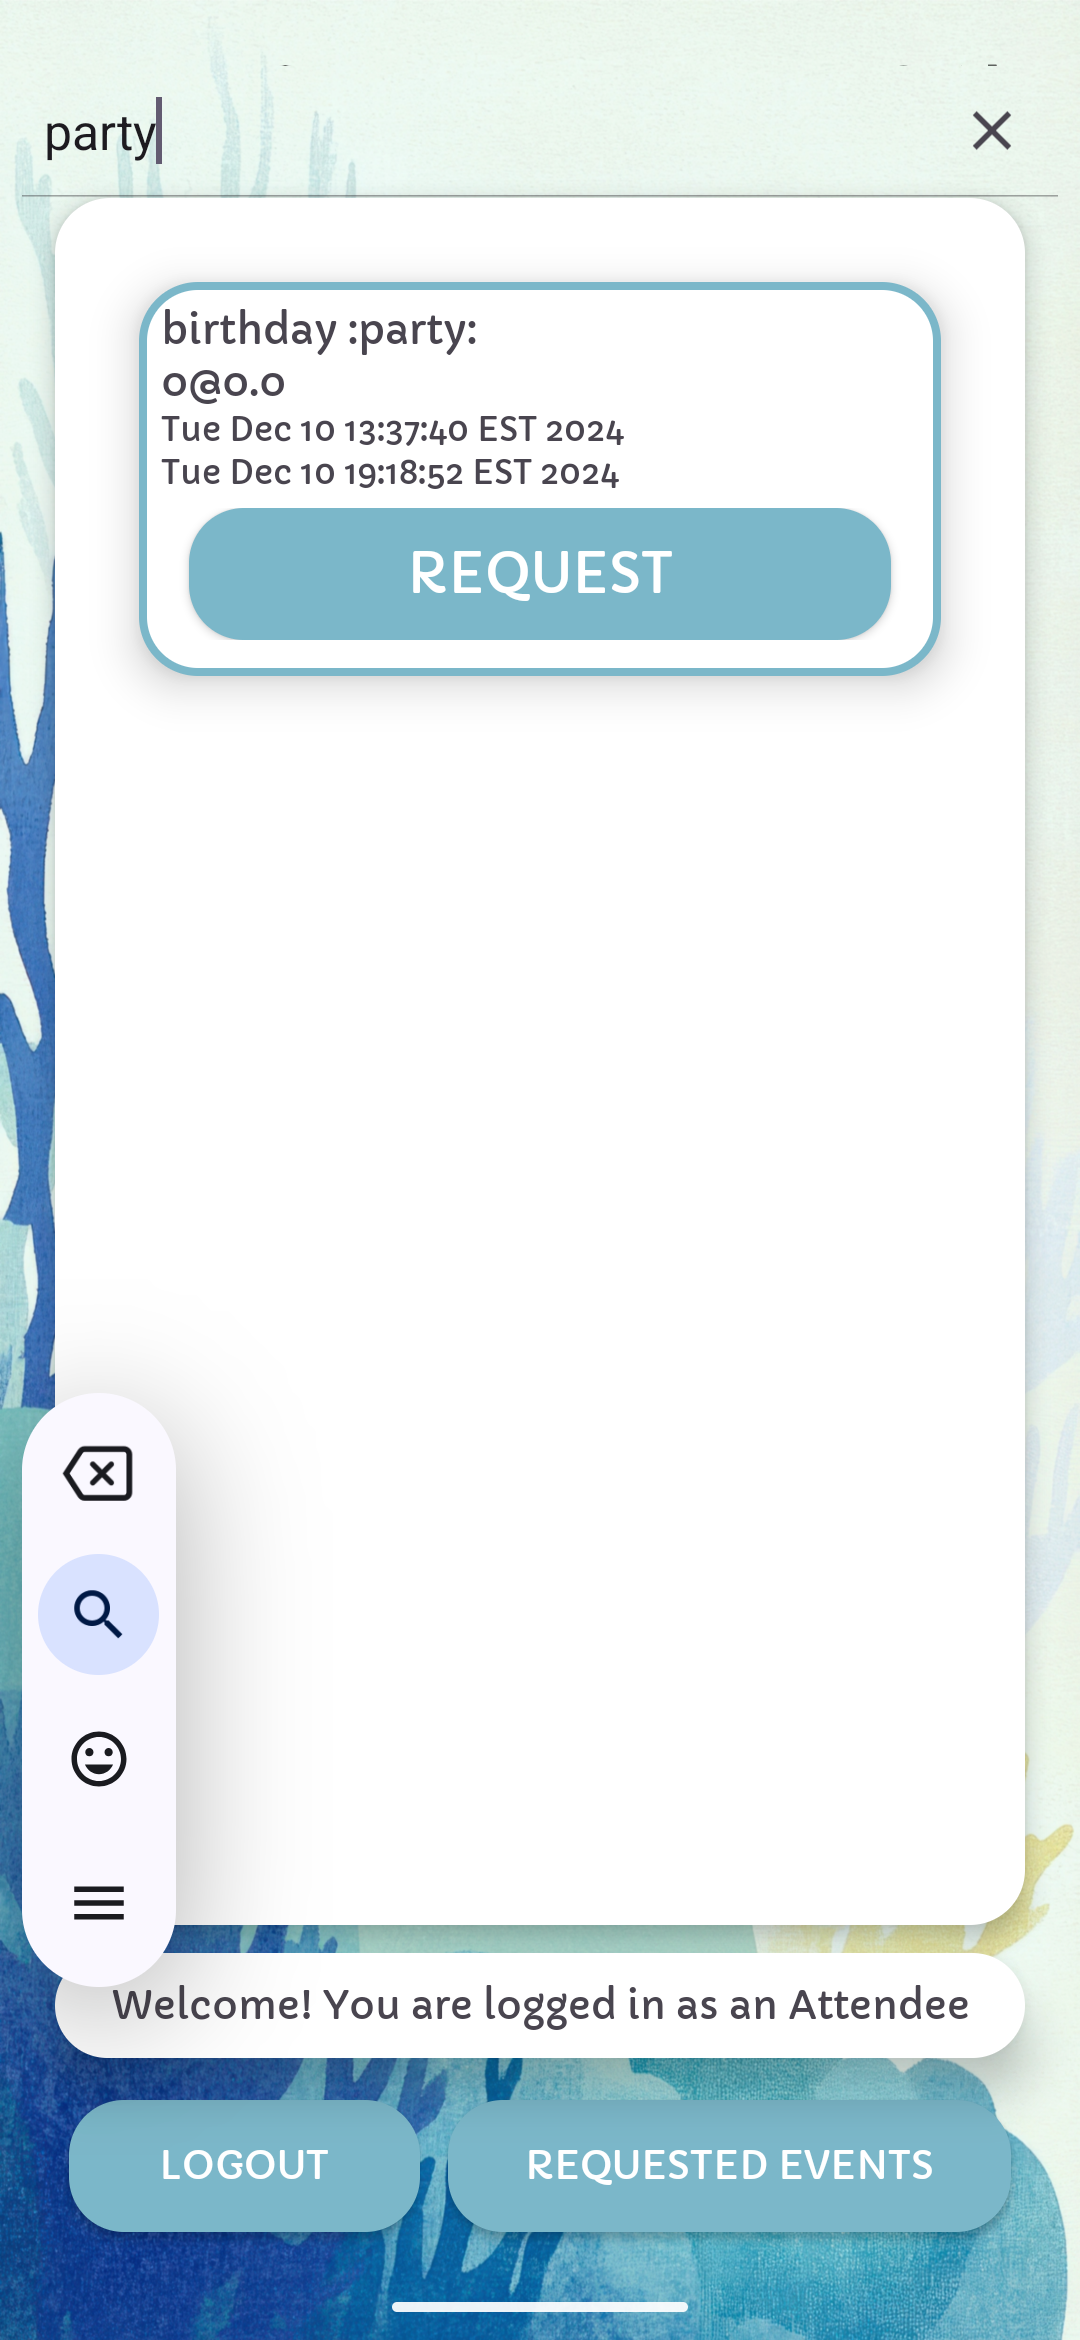 party
birthday :party:
o@o.o
Tue Dec 10 13:37:40 EST 2024
Tue Dec 10 19:18:52 EST 2024
REQUEST
Welcome! You are logged in as an Attendee
LOGOUT
REQUESTED EVENTS